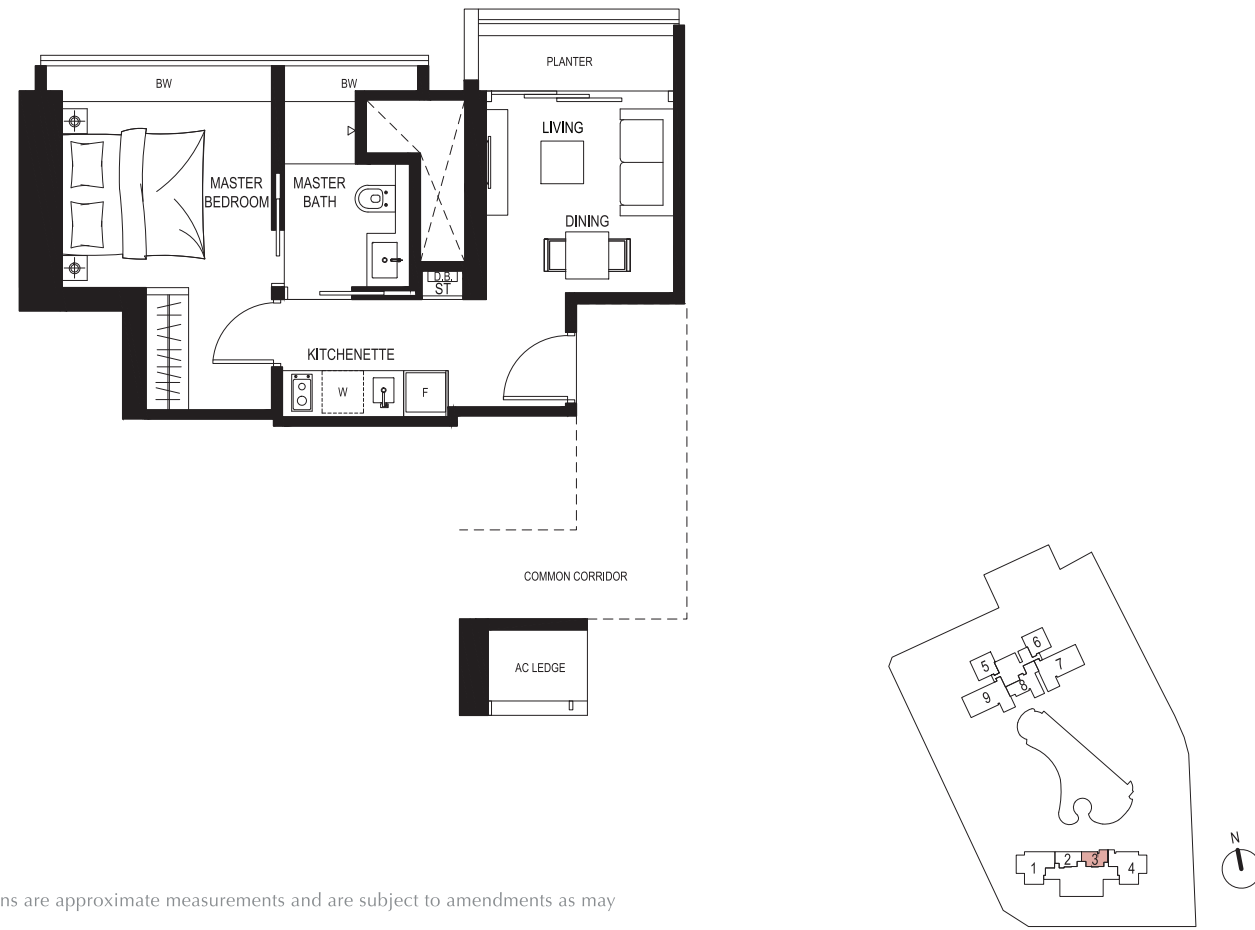 PLANTER
BW
BW
LIVING
MASTER
BEDROOM
MASTER
BATH
DINING
D.B.
ST
KITCHENETTE
W
F
COMMON CORRIDOR
AC LEDGE
6
5
7
8
9
N
2
3
1
4
ns are approximate measurements and are subject to amendments as may